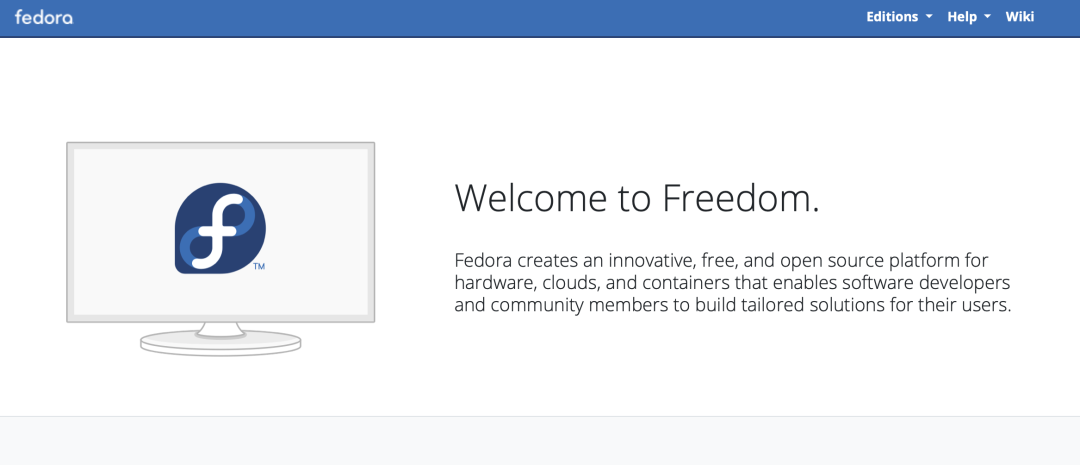 fedora
Editions
Help
Wiki
Welcome to Freedom.
Fedora creates an innovative, free, and open source platform for
hardware, clouds, and containers that enables software developers
and community members to build tailored solutions for their users.
TM